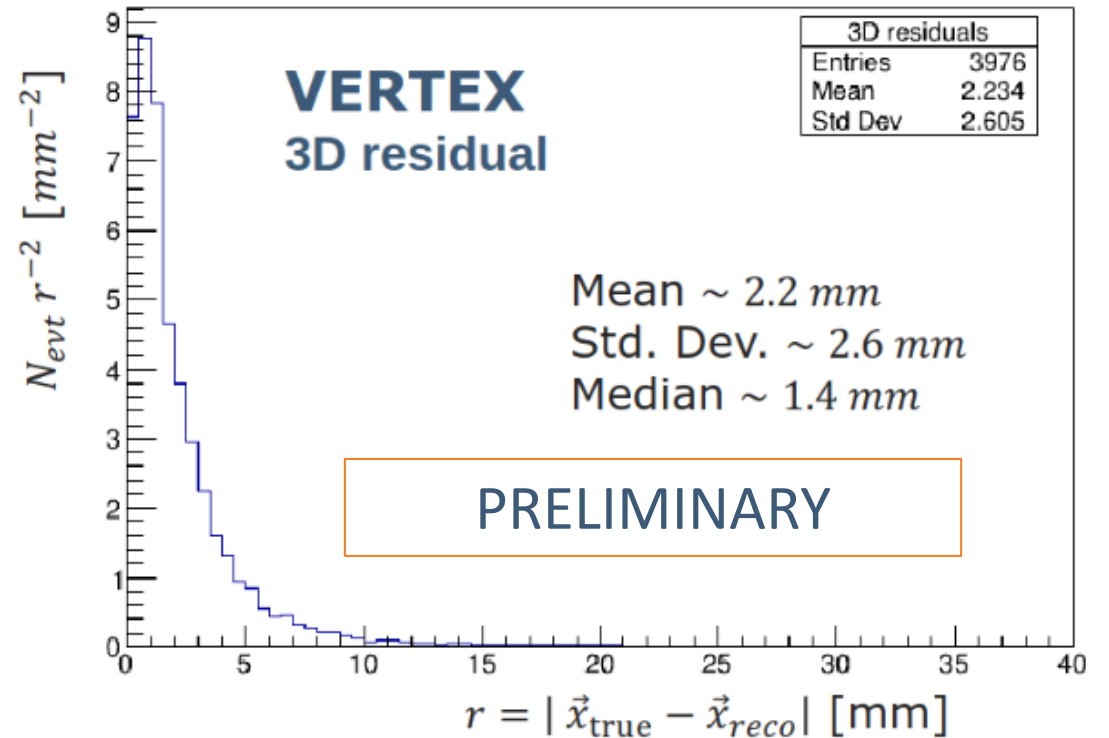 3D residuals
Entries 3976
Mean 2.234
Std Dev 2.605
VERTEX
3D residual
Mean ~ 2.2 mm
Std. Dev. ~ 2.6 mm
Median ~ 1.4 mm
PRELIMINARY
N_evt r⁻² [mm⁻²]
9
8
7
6
5
4
3
2
1
0
0 5 10 15 20 25 30 35 40
r = | x⃗_true − x⃗_reco| [mm]